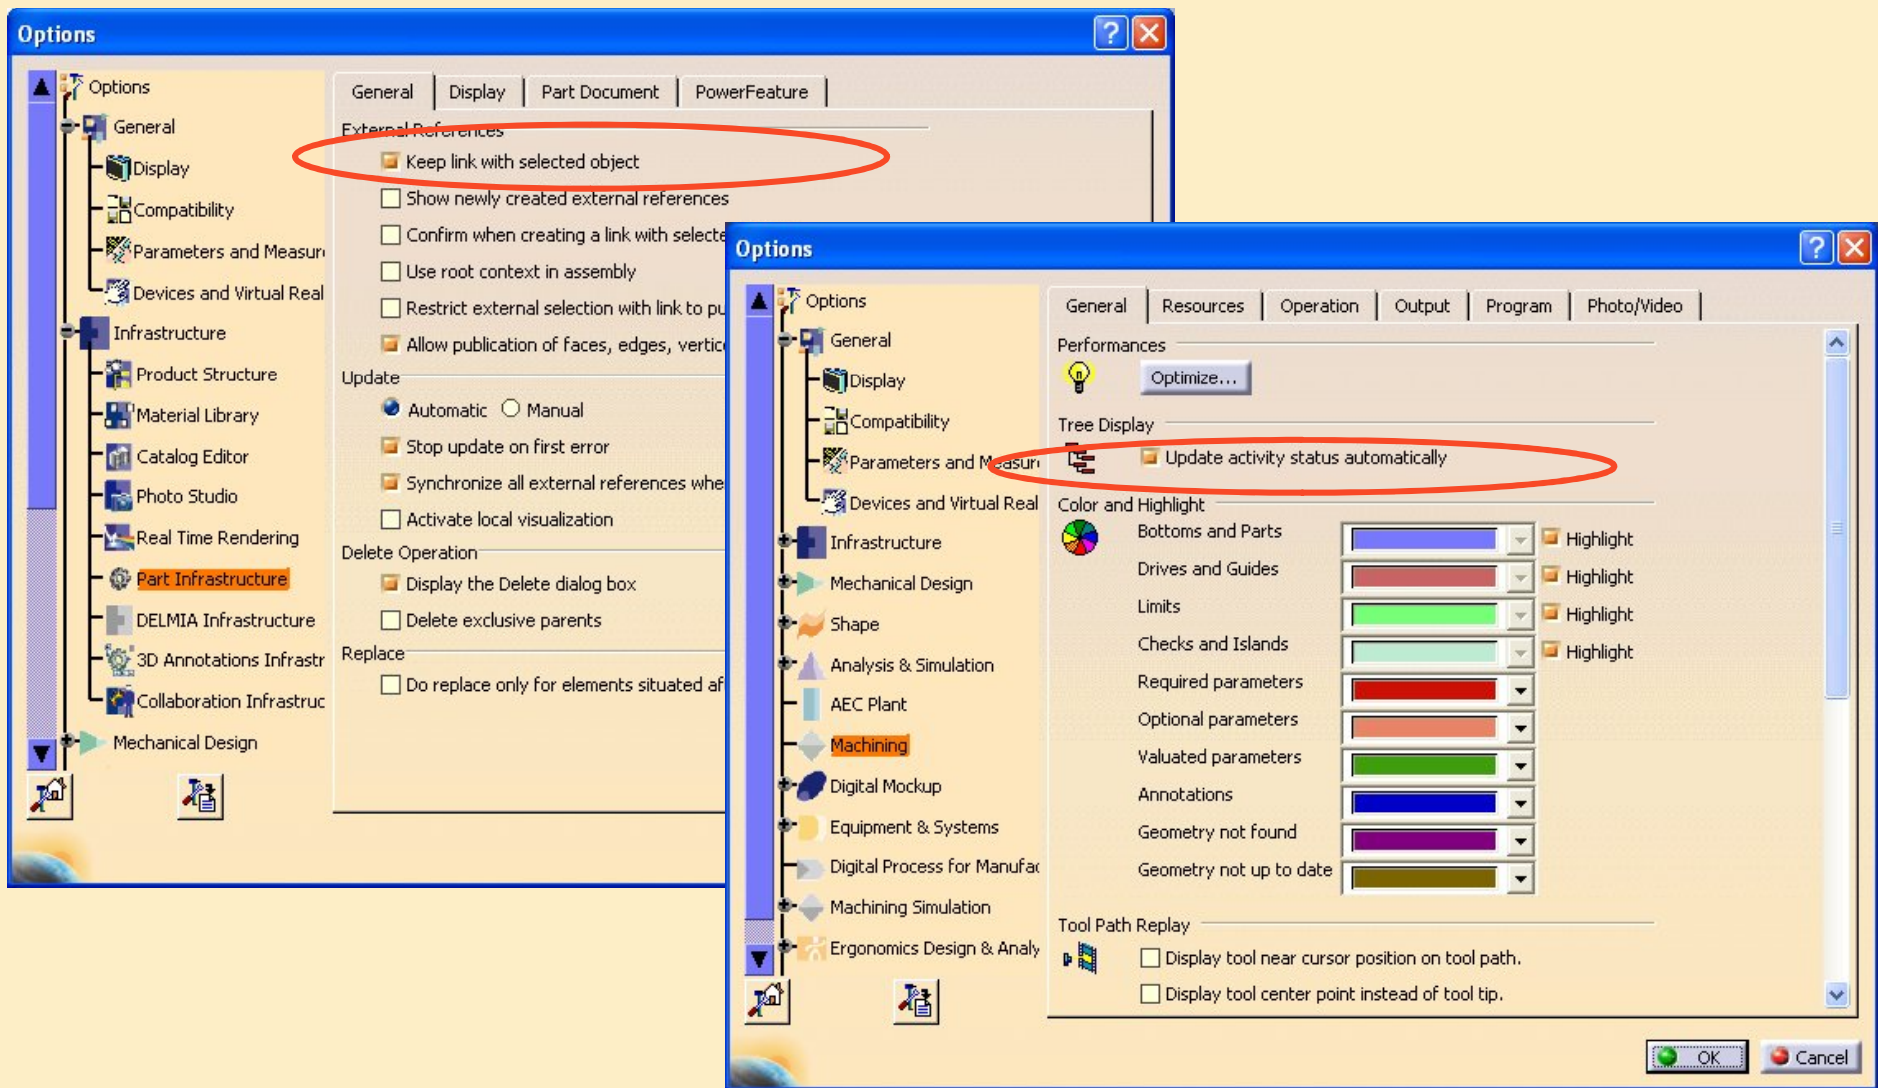 Options
Options
General
Display
Compatibility
Parameters and Measur
Devices and Virtual Real
Infrastructure
Product Structure
Material Library
Catalog Editor
Photo Studio
Real Time Rendering
Part Infrastructure
DELMIA Infrastructure
3D Annotations Infrastr
Collaboration Infrastruc
Mechanical Design
General Display Part Document PowerFeature
External References
Keep link with selected object
Show newly created external references
Confirm when creating a link with selecte
Use root context in assembly
Restrict external selection with link to pu
Allow publication of faces, edges, vertice
Update
Automatic Manual
Stop update on first error
Synchronize all external references whe
Activate local visualization
Delete Operation
Display the Delete dialog box
Delete exclusive parents
Replace
Do replace only for elements situated af
Options
Options
General
Display
Compatibility
Parameters and Measur
Devices and Virtual Real
Infrastructure
Mechanical Design
Shape
Analysis & Simulation
AEC Plant
Machining
Digital Mockup
Equipment & Systems
Digital Process for Manufac
Machining Simulation
Ergonomics Design & Analy
General Resources Operation Output Program Photo/Video
Performances
Optimize...
Tree Display
Update activity status automatically
Color and Highlight
Bottoms and Parts Highlight
Drives and Guides Highlight
Limits Highlight
Checks and Islands Highlight
Required parameters
Optional parameters
Valuated parameters
Annotations
Geometry not found
Geometry not up to date
Tool Path Replay
Display tool near cursor position on tool path.
Display tool center point instead of tool tip.
OK Cancel